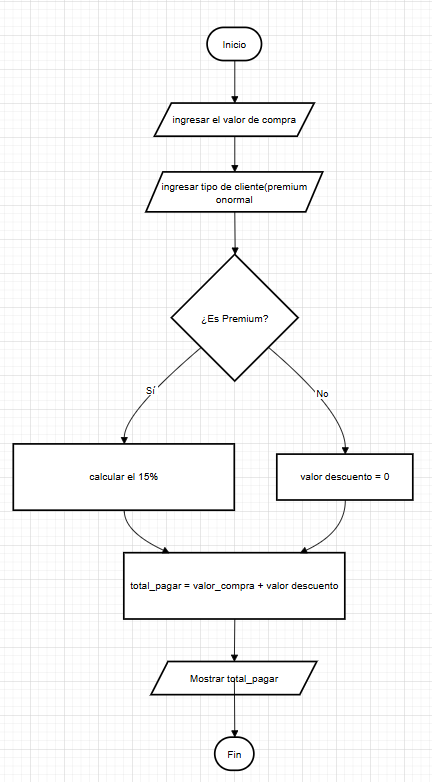 Inicio
ingresar el valor de compra
ingresar tipo de cliente(premium
onormal
¿Es Premium?
Sí
No
calcular el 15%
valor descuento = 0
total_pagar = valor_compra + valor descuento
Mostrar total_pagar
Fin